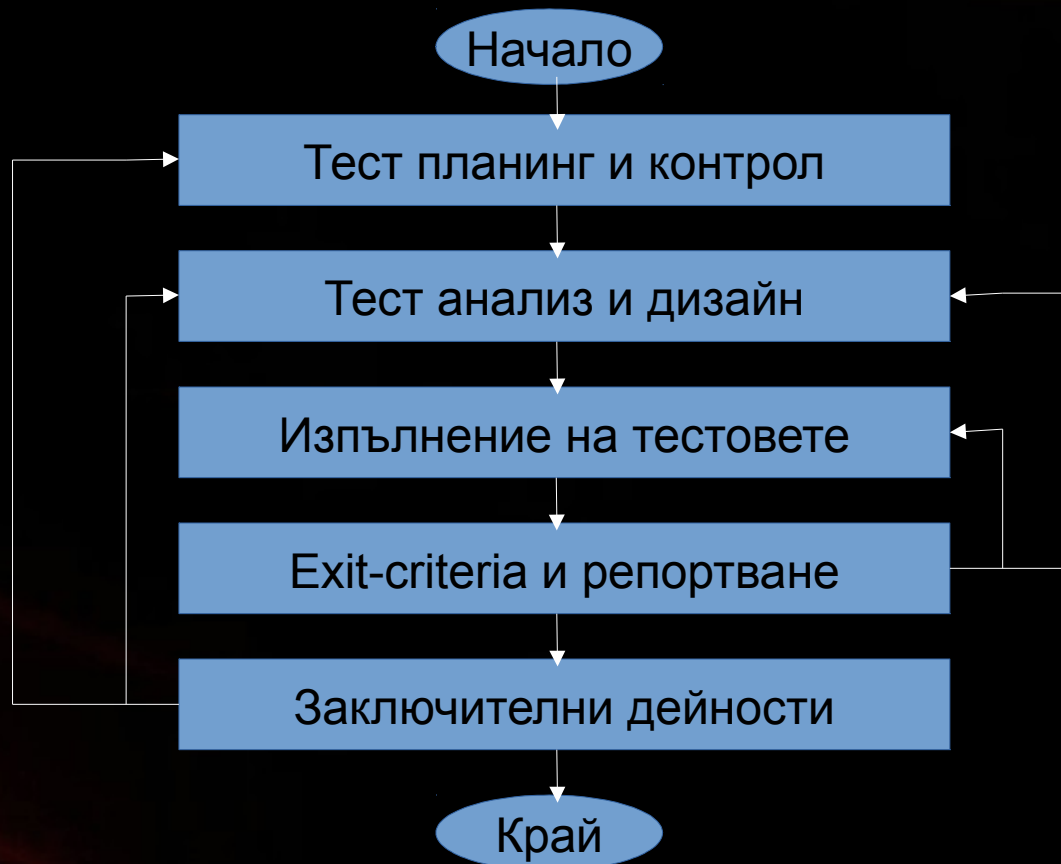 Начало
Тест планинг и контрол
Тест анализ и дизайн
Изпълнение на тестовете
Exit-criteria и репортване
Заключителни дейности
Край